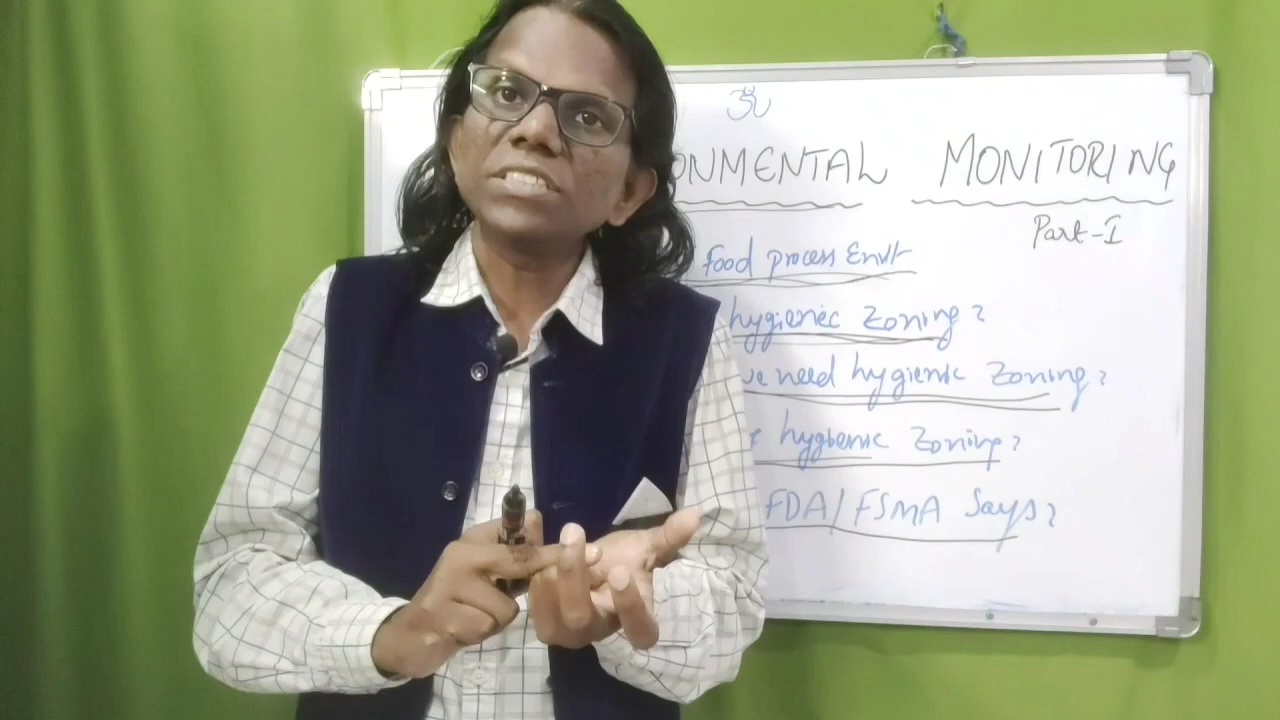 ONMENTAL MONITORING
Part-I
food process Envt
hygienic Zoning?
we need hygienic Zoning?
hygienic Zoning?
FDA/FSMA Says?